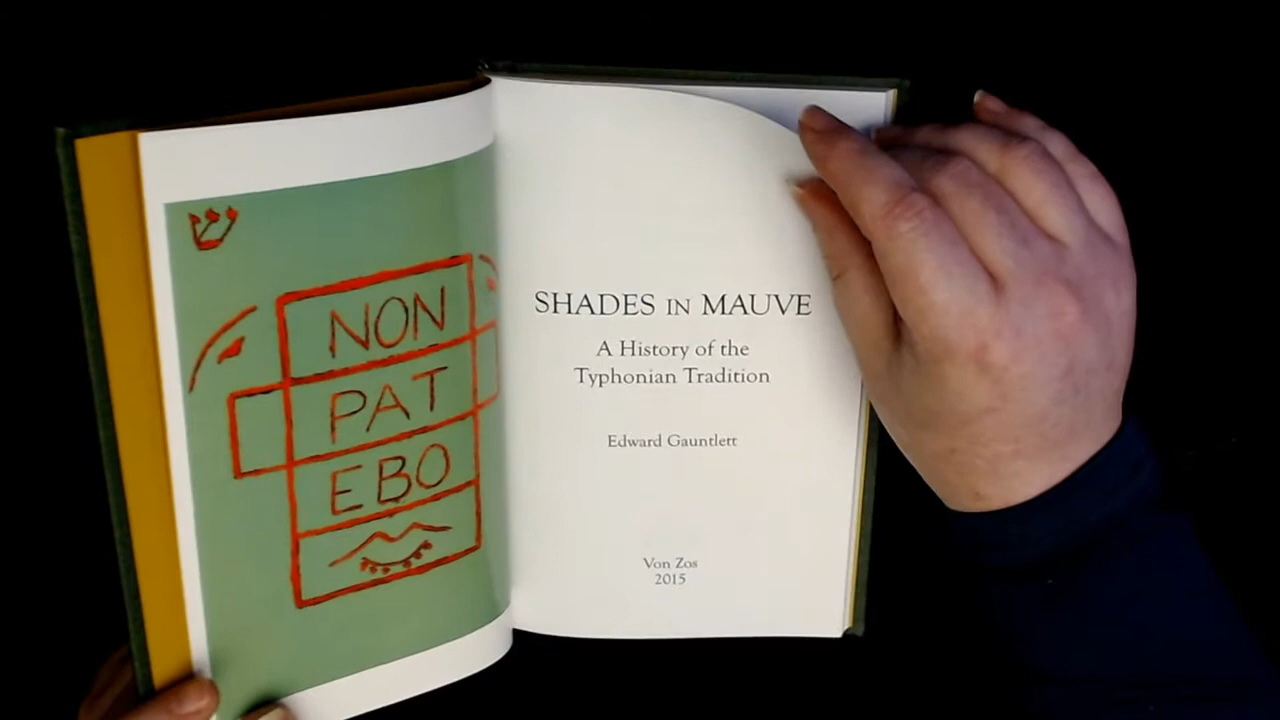 ש
NON
PAT
EBO
SHADES IN MAUVE
A History of the
Typhonian Tradition
Edward Gauntlett
Von Zos
2015